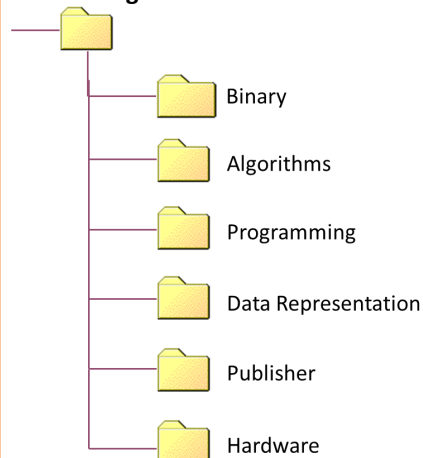 Binary
Algorithms
Programming
Data Representation
Publisher
Hardware